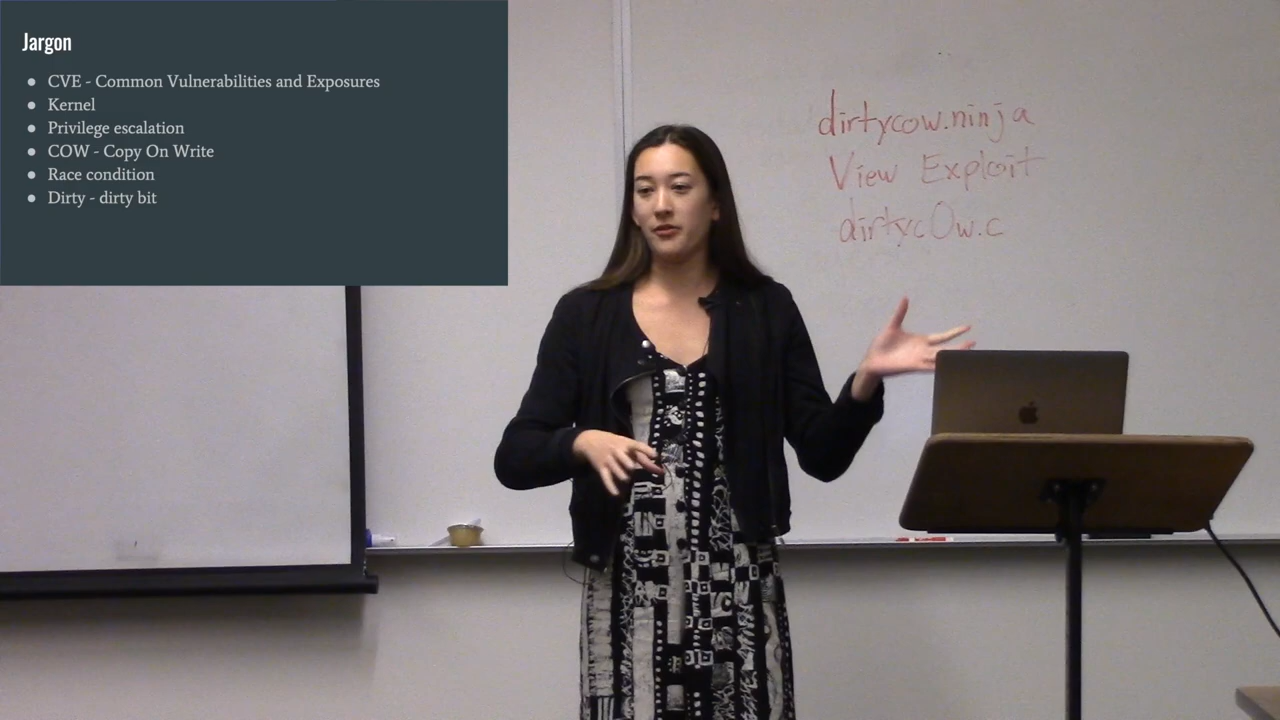 Jargon
CVE - Common Vulnerabilities and Exposures
Kernel
Privilege escalation
COW - Copy On Write
Race condition
Dirty - dirty bit
dirtycow.ninja
View Exploit
dirtyc0w.c